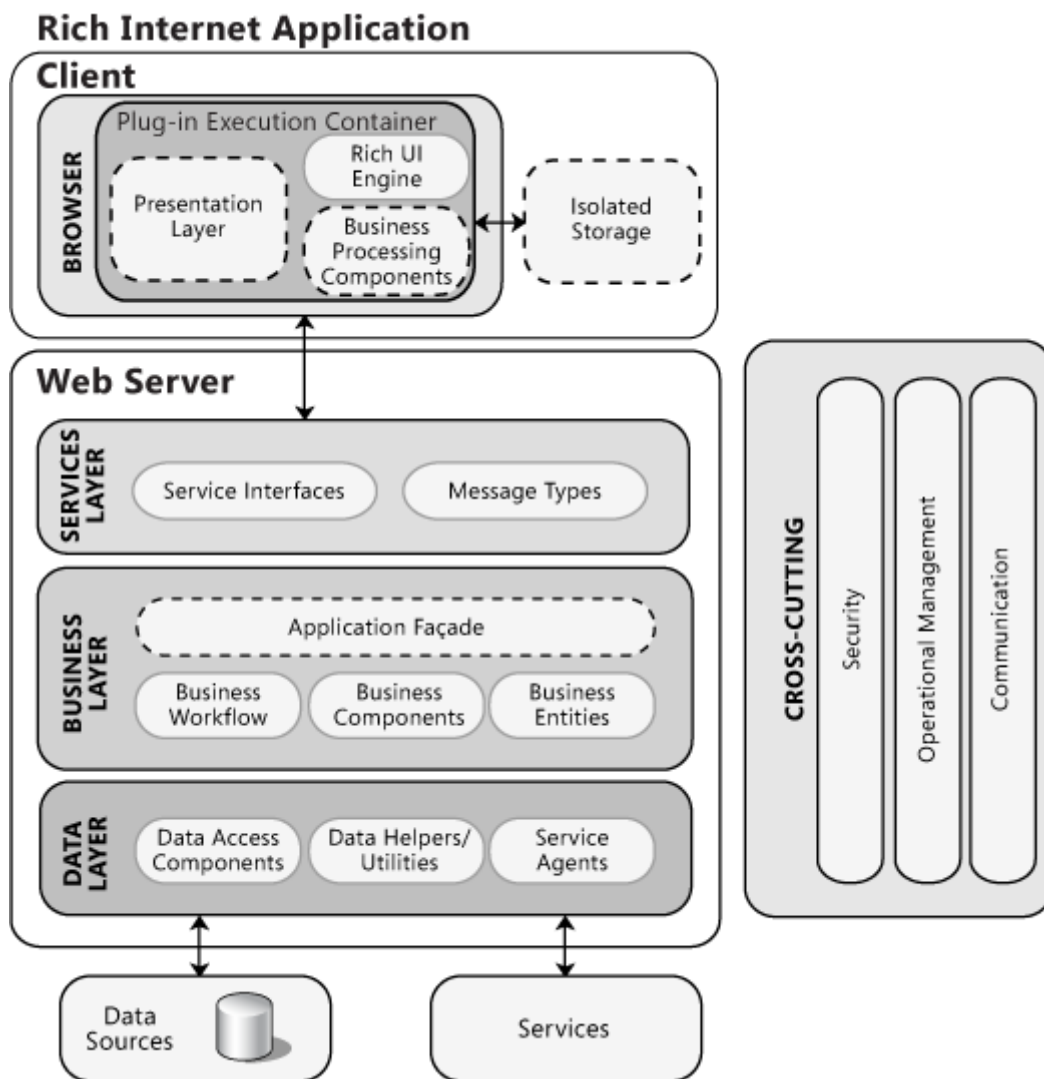 Rich Internet Application
Client
BROWSER
Plug-in Execution Container
Presentation
Layer
Rich UI
Engine
Business
Processing
Components
Isolated
Storage
Web Server
SERVICES
LAYER
Service Interfaces
Message Types
BUSINESS
LAYER
Application Façade
Business
Workflow
Business
Components
Business
Entities
DATA
LAYER
Data Access
Components
Data Helpers/
Utilities
Service
Agents
Data
Sources
Services
CROSS-CUTTING
Security
Operational Management
Communication